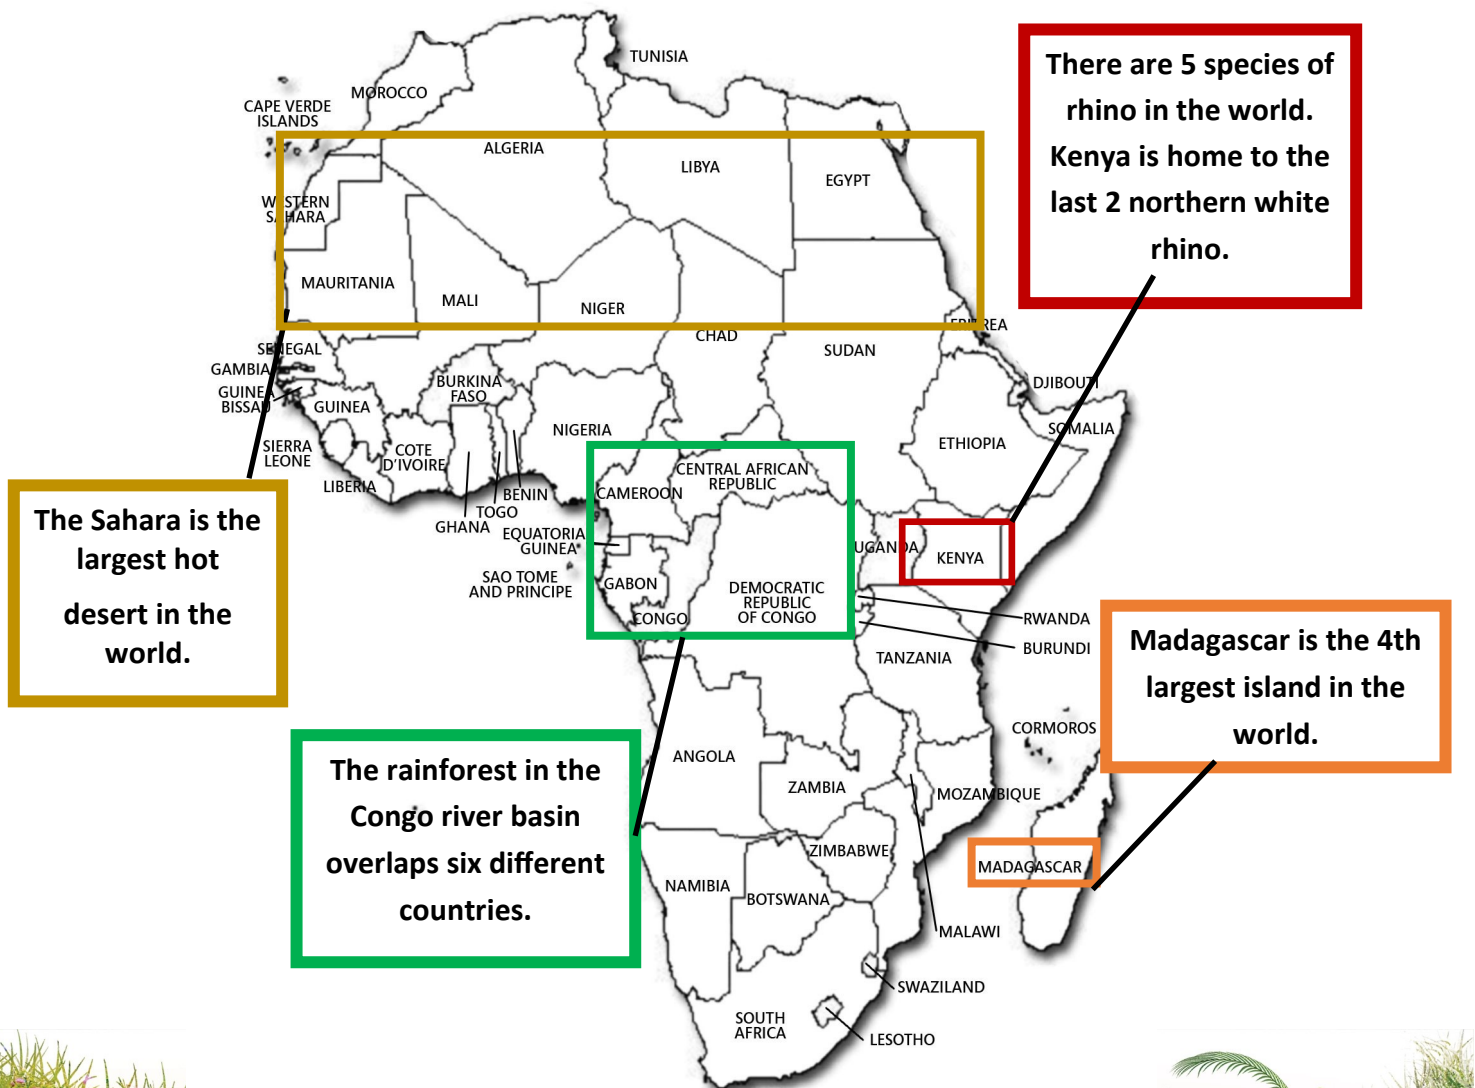 TUNISIA
MOROCCO
CAPE VERDE
ISLANDS
ALGERIA
LIBYA
EGYPT
WESTERN
SAHARA
MAURITANIA
MALI
NIGER
CHAD
SUDAN
ERITREA
SENEGAL
GAMBIA
GUINEA
BISSAU
GUINEA
BURKINA
FASO
DJIBOUTI
SOMALIA
ETHIOPIA
NIGERIA
SIERRA
LEONE
COTE
D'IVOIRE
LIBERIA
GHANA
TOGO
BENIN
CENTRAL AFRICAN
REPUBLIC
CAMEROON
EQUATORIA
GUINEA
SAO TOME
AND PRINCIPE
GABON
CONGO
DEMOCRATIC
REPUBLIC
OF CONGO
UGANDA
KENYA
RWANDA
BURUNDI
TANZANIA
CORMOROS
ANGOLA
ZAMBIA
MOZAMBIQUE
ZIMBABWE
MADAGASCAR
NAMIBIA
BOTSWANA
MALAWI
SWAZILAND
SOUTH
AFRICA
LESOTHO
There are 5 species of
rhino in the world.
Kenya is home to the
last 2 northern white
rhino.
The Sahara is the
largest hot
desert in the
world.
The rainforest in the
Congo river basin
overlaps six different
countries.
Madagascar is the 4th
largest island in the
world.